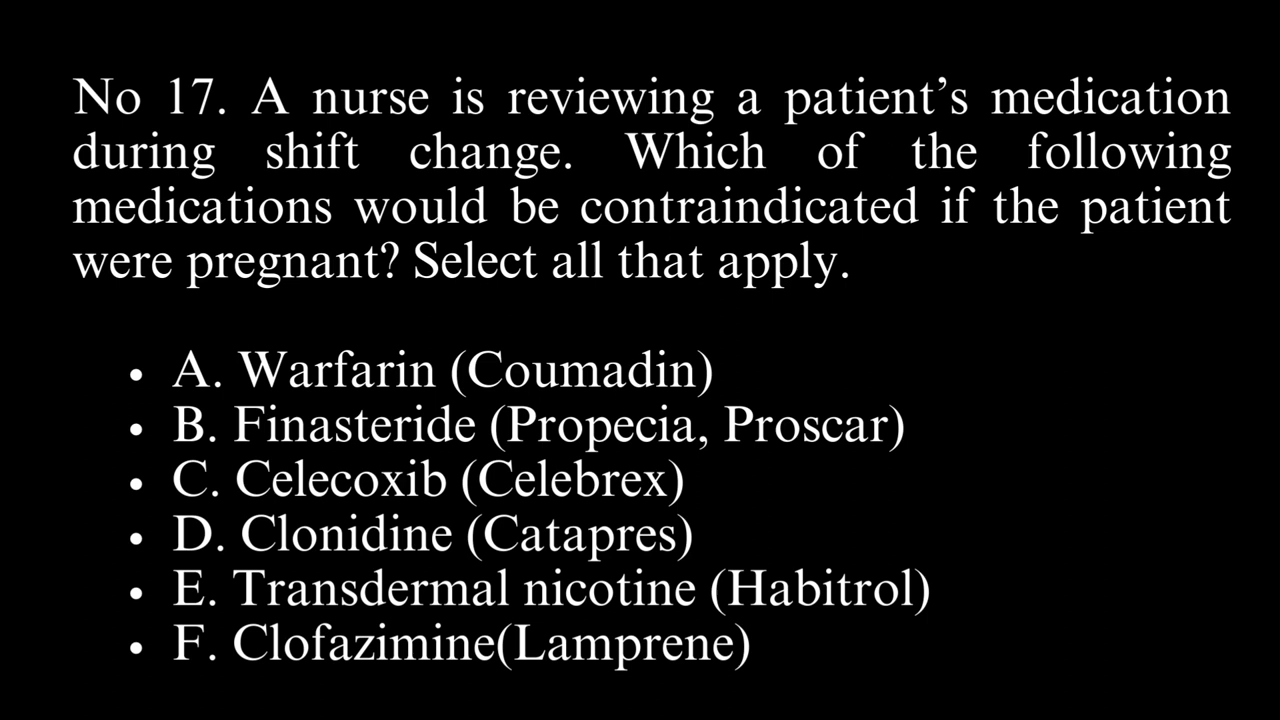 No 17. A nurse is reviewing a patient’s medication
during shift change. Which of the following
medications would be contraindicated if the patient
were pregnant? Select all that apply.
• A. Warfarin (Coumadin)
• B. Finasteride (Propecia, Proscar)
• C. Celecoxib (Celebrex)
• D. Clonidine (Catapres)
• E. Transdermal nicotine (Habitrol)
• F. Clofazimine(Lamprene)